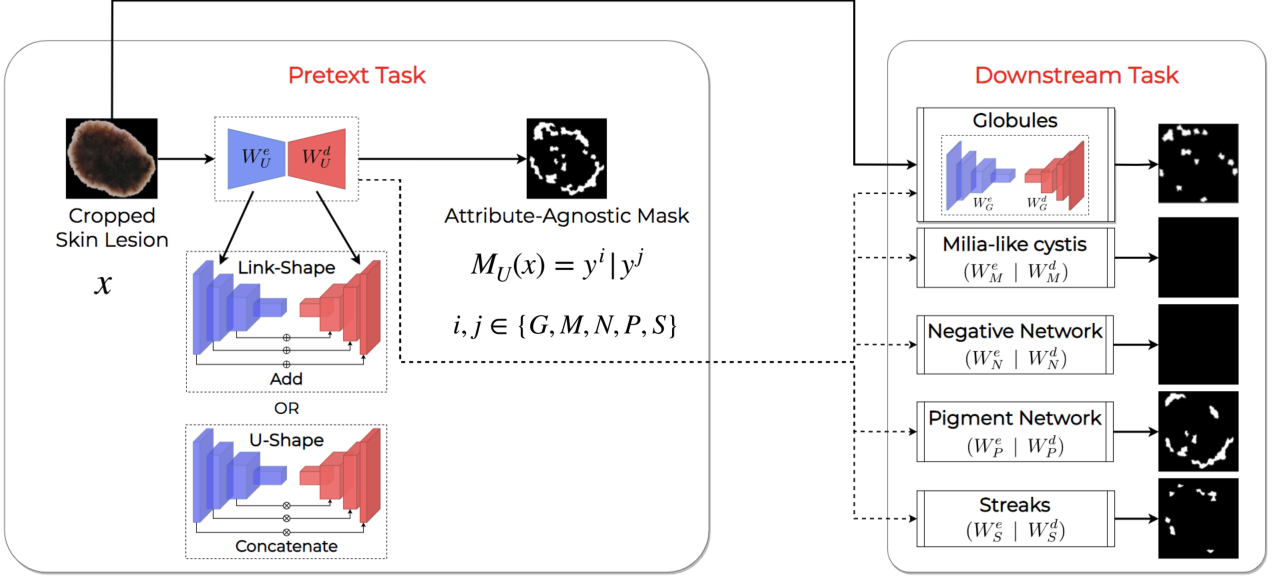 Pretext Task
W_U^e W_U^d
Cropped
Skin Lesion
x
Attribute-Agnostic Mask
M_U(x) = y^i | y^j
i, j ∈ {G, M, N, P, S}
Link-Shape
⊕
⊕
⊕
Add
OR
U-Shape
⊗
⊗
⊗
Concatenate
Downstream Task
Globules
W_G^e W_G^d
Milia-like cystis
(W_M^e | W_M^d)
Negative Network
(W_N^e | W_N^d)
Pigment Network
(W_P^e | W_P^d)
Streaks
(W_S^e | W_S^d)